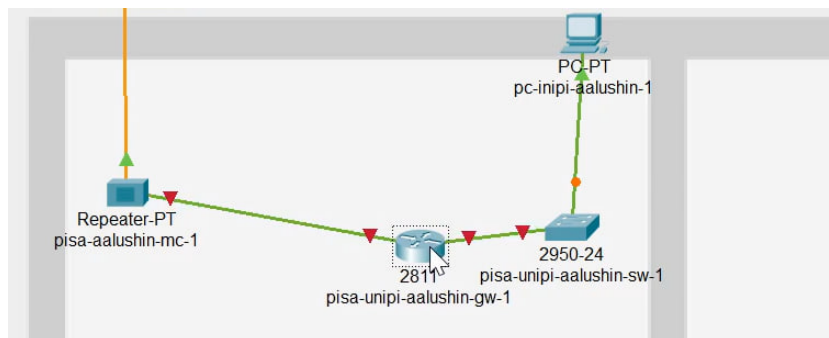 PC-PT
pc-inipi-aalushin-1
Repeater-PT
pisa-aalushin-mc-1
2811
pisa-unipi-aalushin-gw-1
2950-24
pisa-unipi-aalushin-sw-1